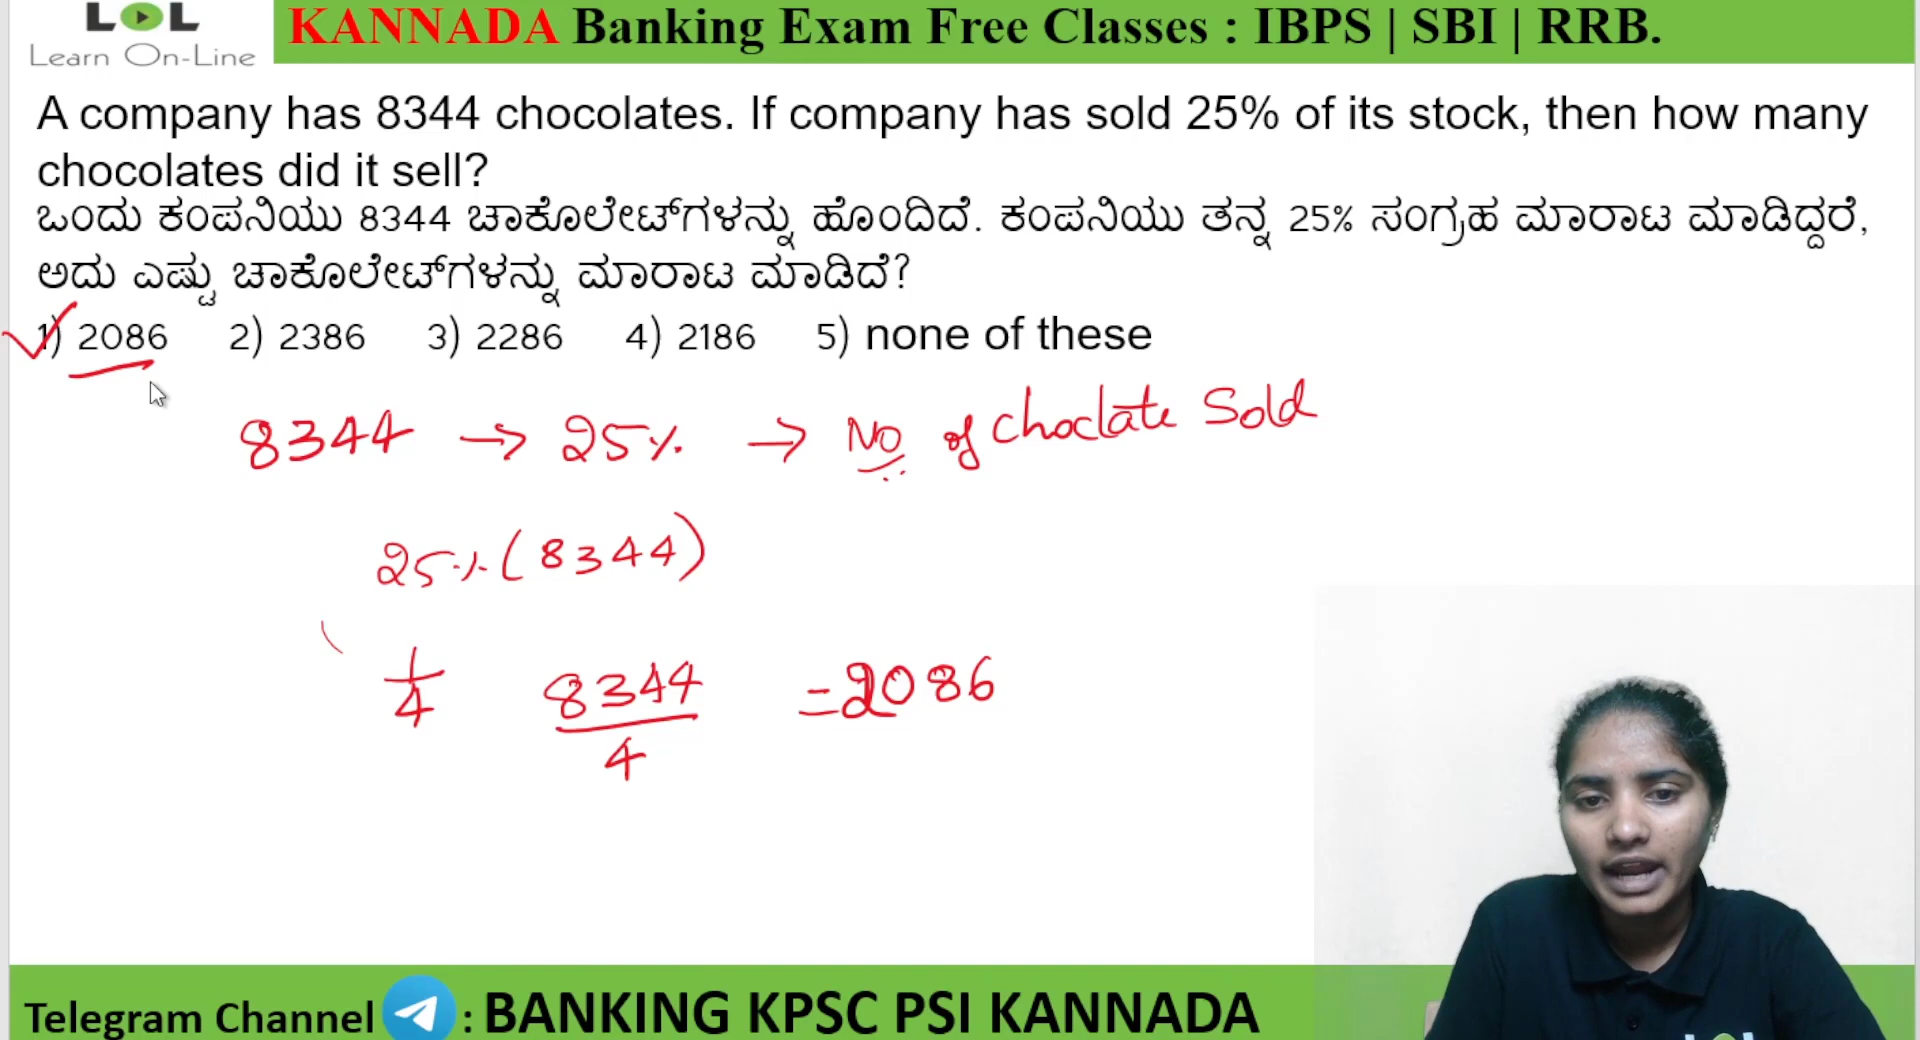 LOL
Learn On-Line
KANNADA Banking Exam Free Classes : IBPS | SBI | RRB.
A company has 8344 chocolates. If company has sold 25% of its stock, then how many
chocolates did it sell?
ಒಂದು ಕಂಪನಿಯು 8344 ಚಾಕೊಲೇಟ್‌ಗಳನ್ನು ಹೊಂದಿದೆ. ಕಂಪನಿಯು ತನ್ನ 25% ಸಂಗ್ರಹ ಮಾರಾಟ ಮಾಡಿದ್ದರೆ,
ಅದು ಎಷ್ಟು ಚಾಕೊಲೇಟ್‌ಗಳನ್ನು ಮಾರಾಟ ಮಾಡಿದೆ?
1) 2086 2) 2386 3) 2286 4) 2186 5) none of these
8344 → 25% → No of choclate Sold
25% (8344)
1/4 8344/4 = 2086
Telegram Channel : BANKING KPSC PSI KANNADA